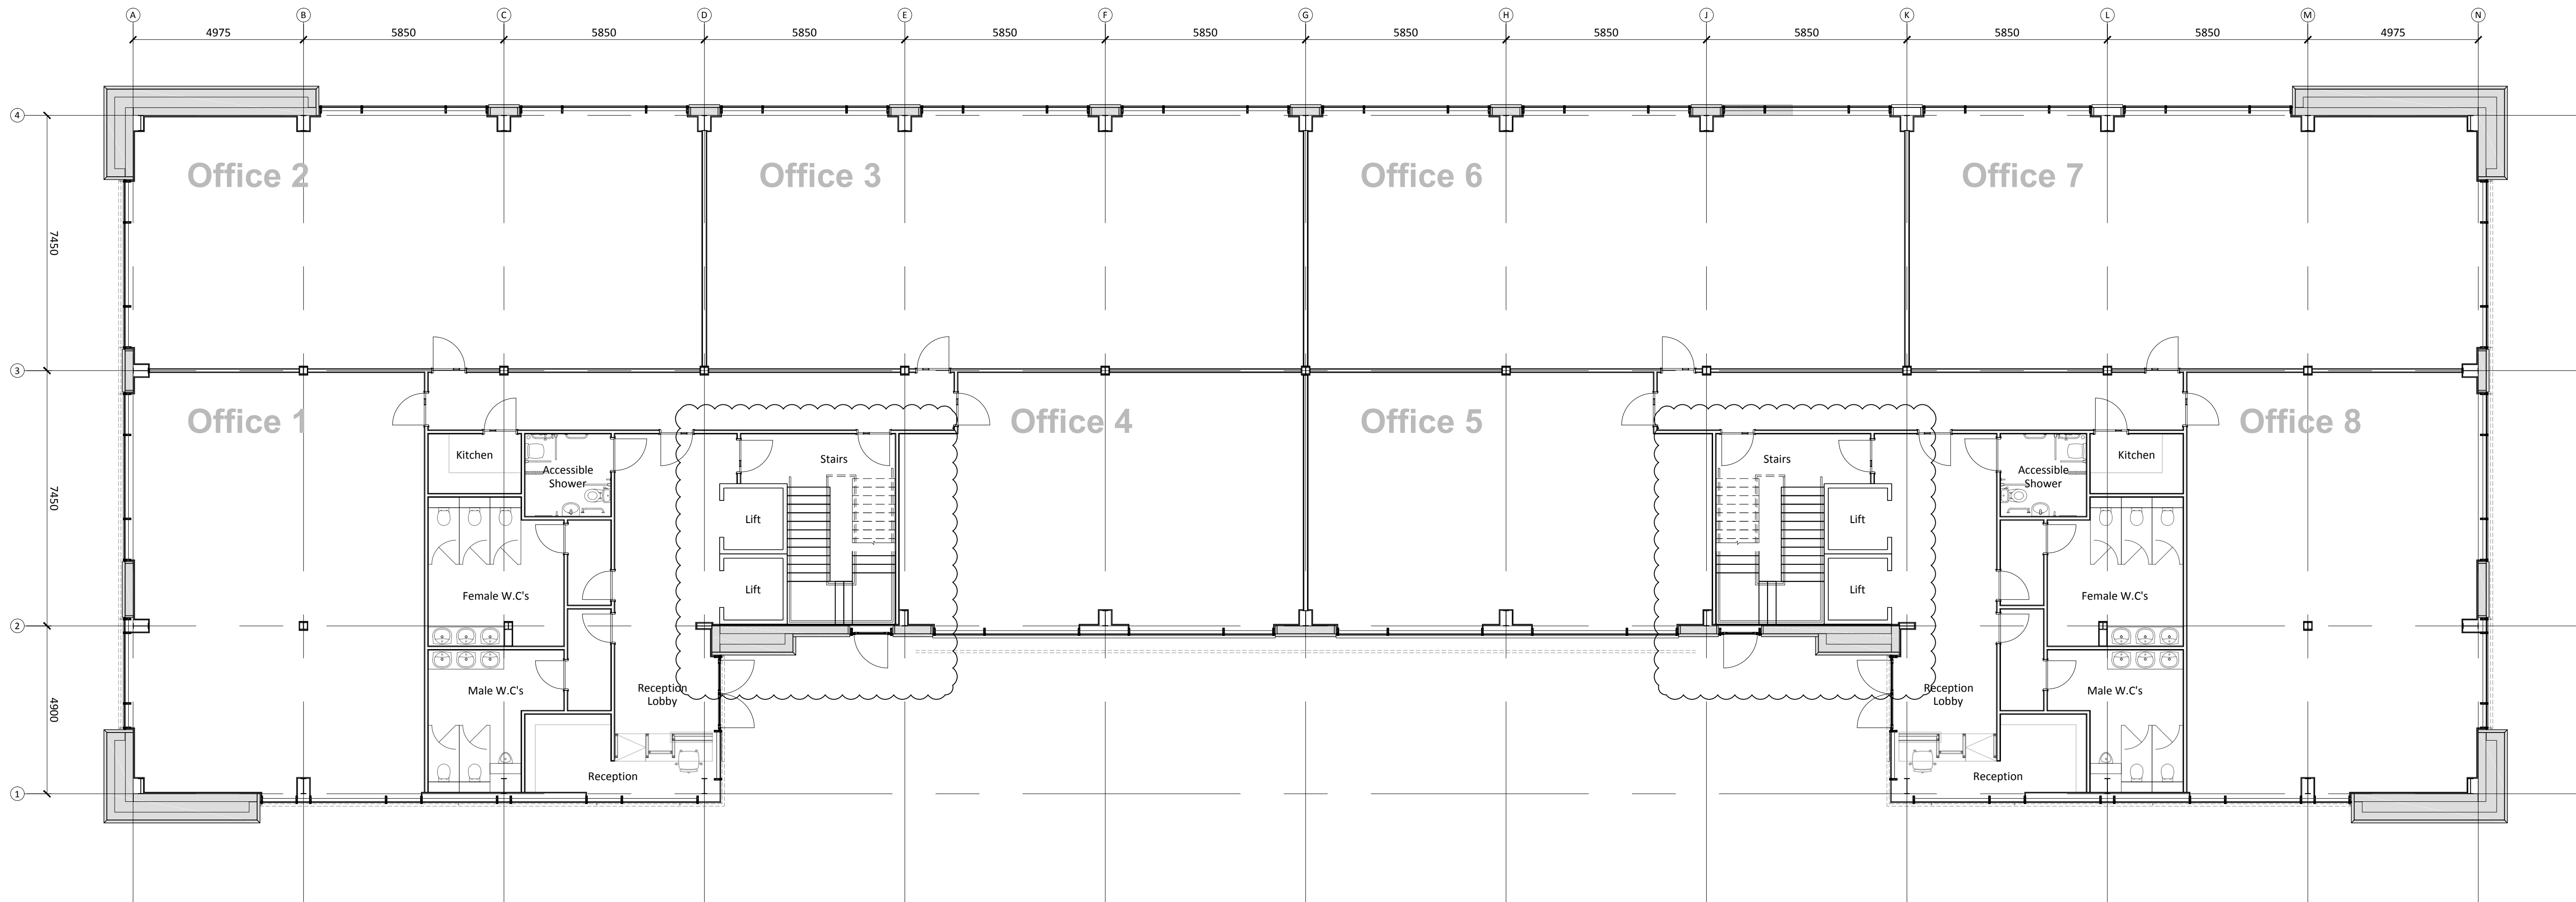 A B C D E F G H J K L M N
4975 5850 5850 5850 5850 5850 5850 5850 5850 5850 5850 4975
4
Office 2 Office 3 Office 6 Office 7
7450
3
Office 1 Office 4 Office 5 Office 8
Kitchen Stairs Stairs Kitchen
Accessible Accessible
Shower Shower
7450
Lift Lift
Lift Lift
Female W.C's Female W.C's
2
Male W.C's Male W.C's
Reception Reception
Lobby Lobby
4900
Reception Reception
1